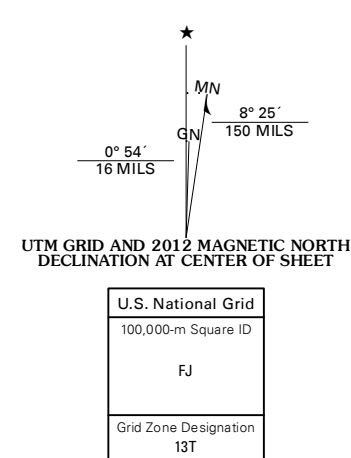 ★
MN
8° 25´
150 MILS
GN
0° 54´
16 MILS
UTM GRID AND 2012 MAGNETIC NORTH
DECLINATION AT CENTER OF SHEET
U.S. National Grid
100,000-m Square ID
FJ
Grid Zone Designation
13T